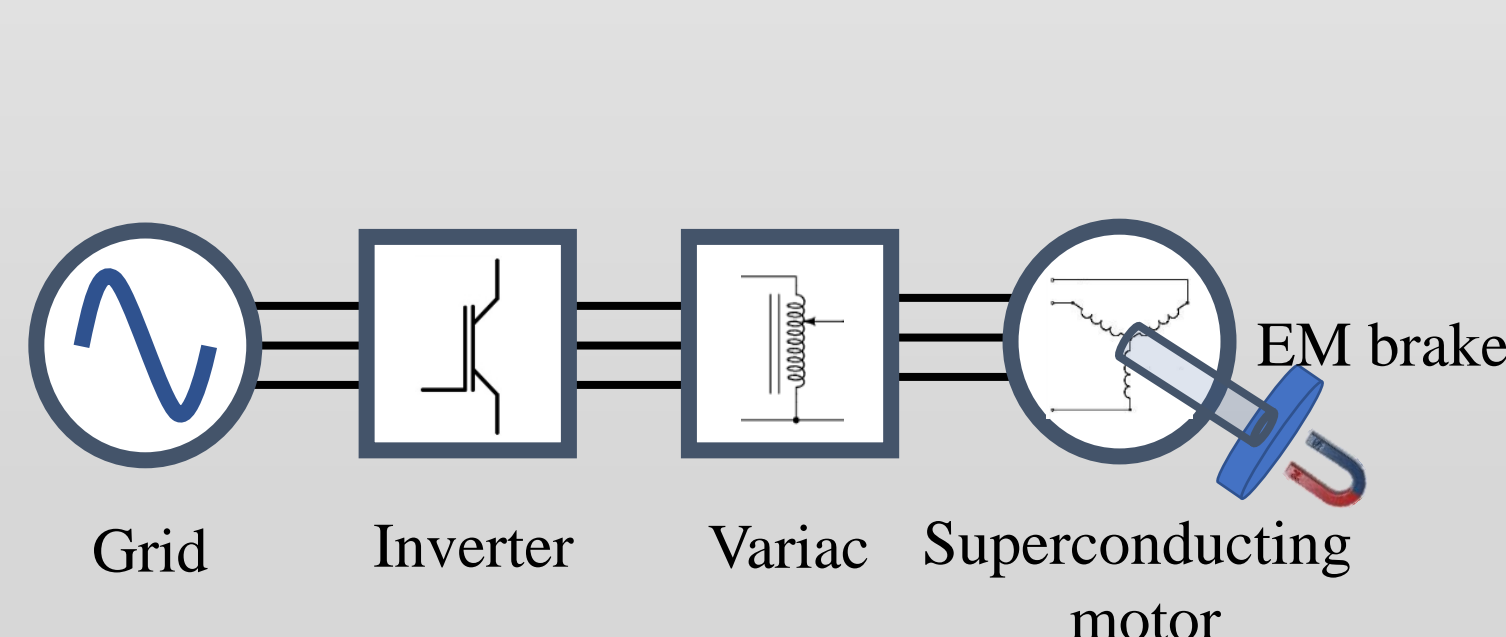 EM brake
Grid
Inverter
Variac
Superconducting
motor